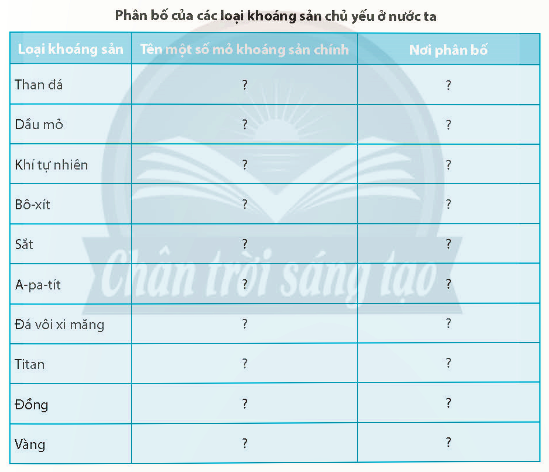 Phân bố của các loại khoáng sản chủ yếu ở nước ta
Loại khoáng sản Tên một số mỏ khoáng sản chính Nơi phân bố
Than đá ? ?
Dầu mỏ ? ?
Khí tự nhiên ? ?
Bô-xít ? ?
Sắt ? ?
A-pa-tít ? ?
Đá vôi xi măng ? ?
Titan ? ?
Đồng ? ?
Vàng ? ?
Chân trời sáng tạo